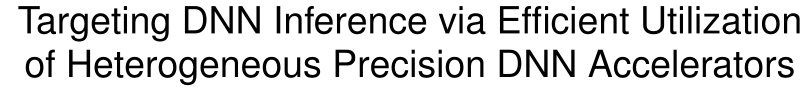 Targeting DNN Inference via Efficient Utilization
of Heterogeneous Precision DNN Accelerators